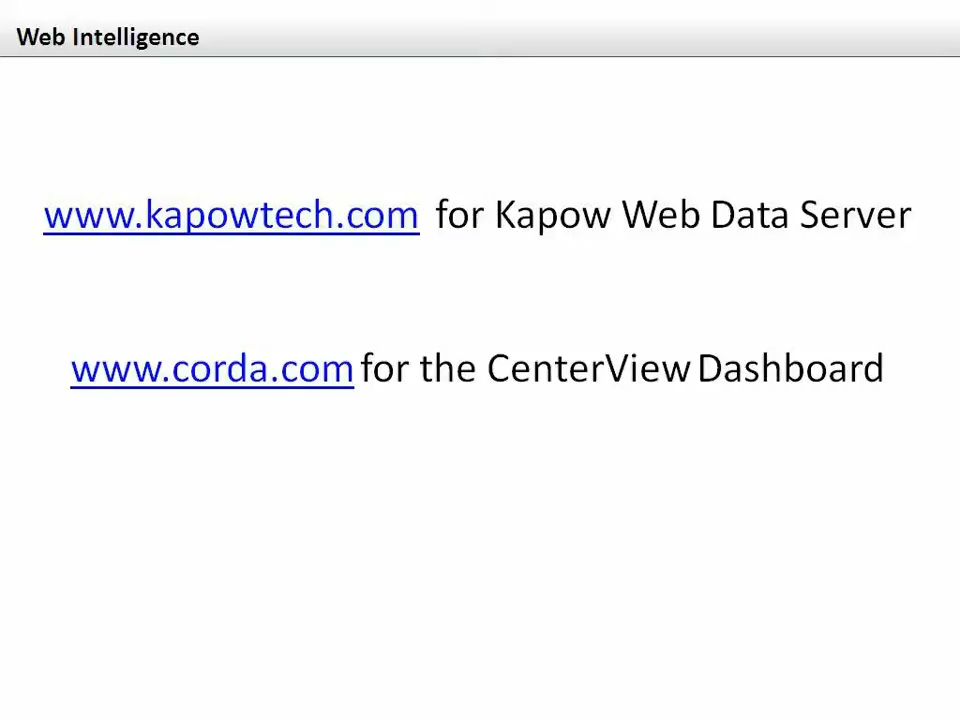 Web Intelligence
www.kapowtech.com for Kapow Web Data Server
www.corda.com for the CenterView Dashboard